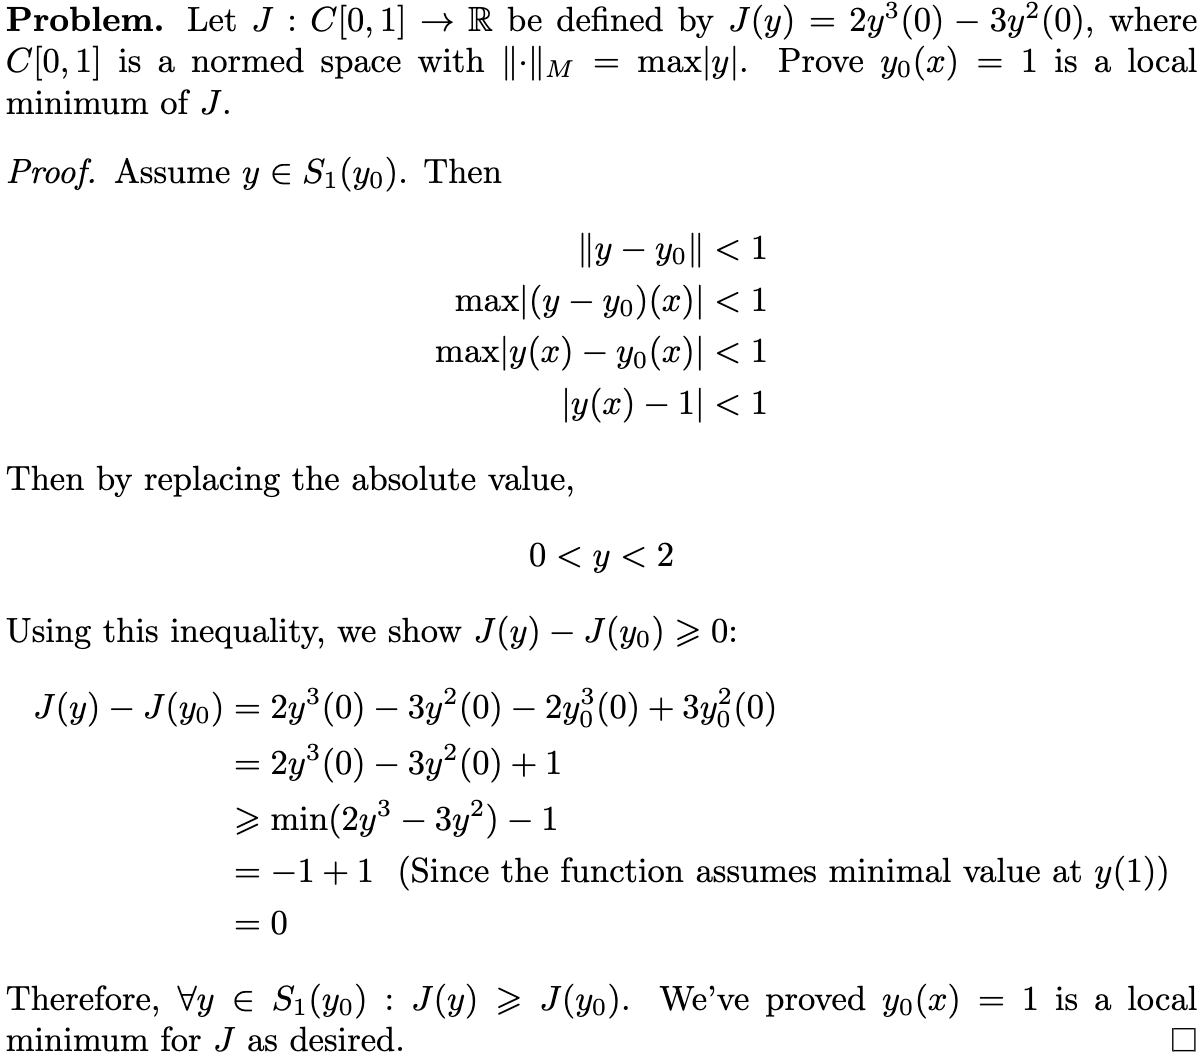 Problem. Let J : C[0, 1] → ℝ be defined by J(y) = 2y³(0) − 3y²(0), where
C[0, 1] is a normed space with ‖·‖_M = max|y|. Prove y₀(x) = 1 is a local
minimum of J.
Proof. Assume y ∈ S₁(y₀). Then
‖y − y₀‖ < 1
max|(y − y₀)(x)| < 1
max|y(x) − y₀(x)| < 1
|y(x) − 1| < 1
Then by replacing the absolute value,
0 < y < 2
Using this inequality, we show J(y) − J(y₀) ⩾ 0:
J(y) − J(y₀) = 2y³(0) − 3y²(0) − 2y₀³(0) + 3y₀²(0)
= 2y³(0) − 3y²(0) + 1
⩾ min(2y³ − 3y²) − 1
= −1 + 1 (Since the function assumes minimal value at y(1))
= 0
Therefore, ∀y ∈ S₁(y₀) : J(y) ⩾ J(y₀). We’ve proved y₀(x) = 1 is a local
minimum for J as desired. □